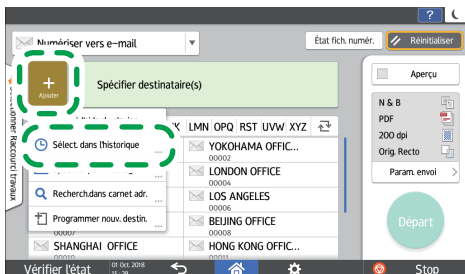 ?
Numériser vers e-mail
État fich. numér.
Réinitialiser
Ajouter
Spécifier destinataire(s)
Aperçu
N & B
PDF
200 dpi
Orig. Recto
Param. envoi
Départ
LMN OPQ RST UVW XYZ
Sélect. dans l'historique
...
YOKOHAMA OFFIC...
00002
LONDON OFFICE
00004
Recherch.dans carnet adr.
...
LOS ANGELES
00006
Programmer nouv. destin.
...
BEIJING OFFICE
00007
00008
SHANGHAI OFFICE
HONG KONG OFFIC...
00010
00011
Vérifier l'état
01 Oct. 2018
15:29
Stop